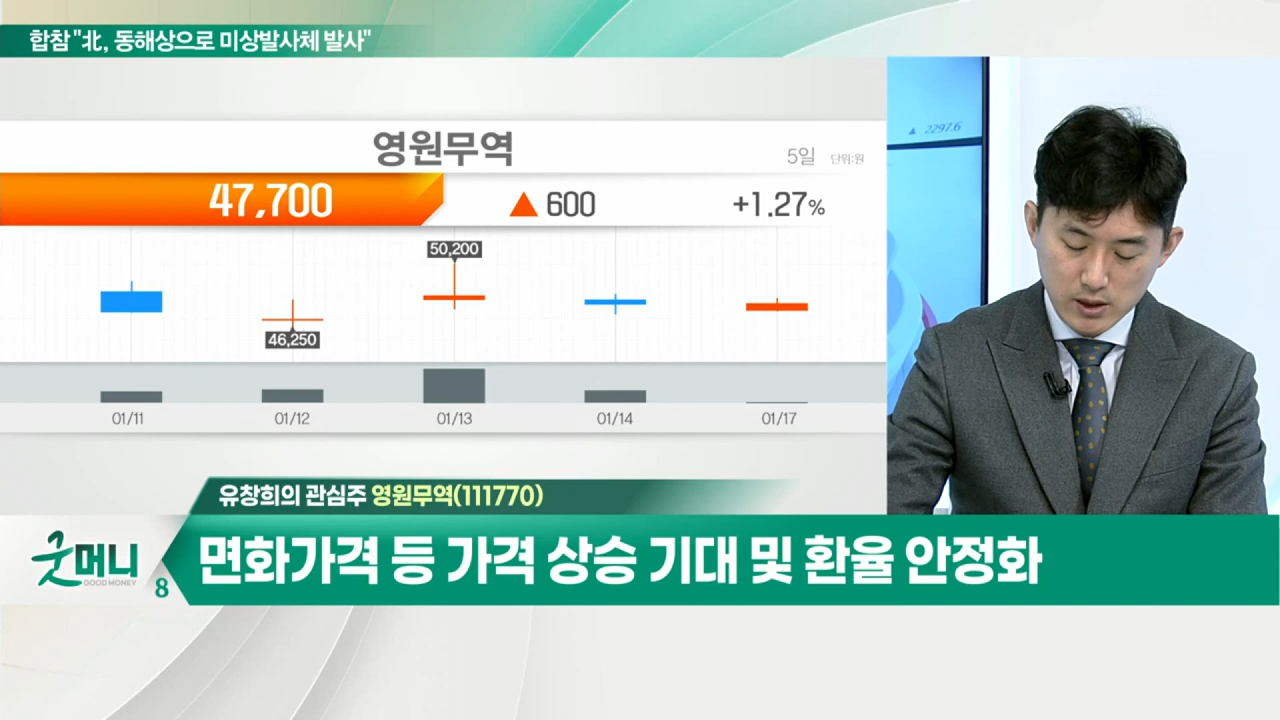 합참 "北, 동해상으로 미상발사체 발사"
영원무역
5일 단위:원
47,700 ▲ 600 +1.27%
50,200
46,250
01/11 01/12 01/13 01/14 01/17
▲ 2297.6
유창희의 관심주 영원무역(111770)
굿머니
GOOD MONEY
8
면화가격 등 가격 상승 기대 및 환율 안정화